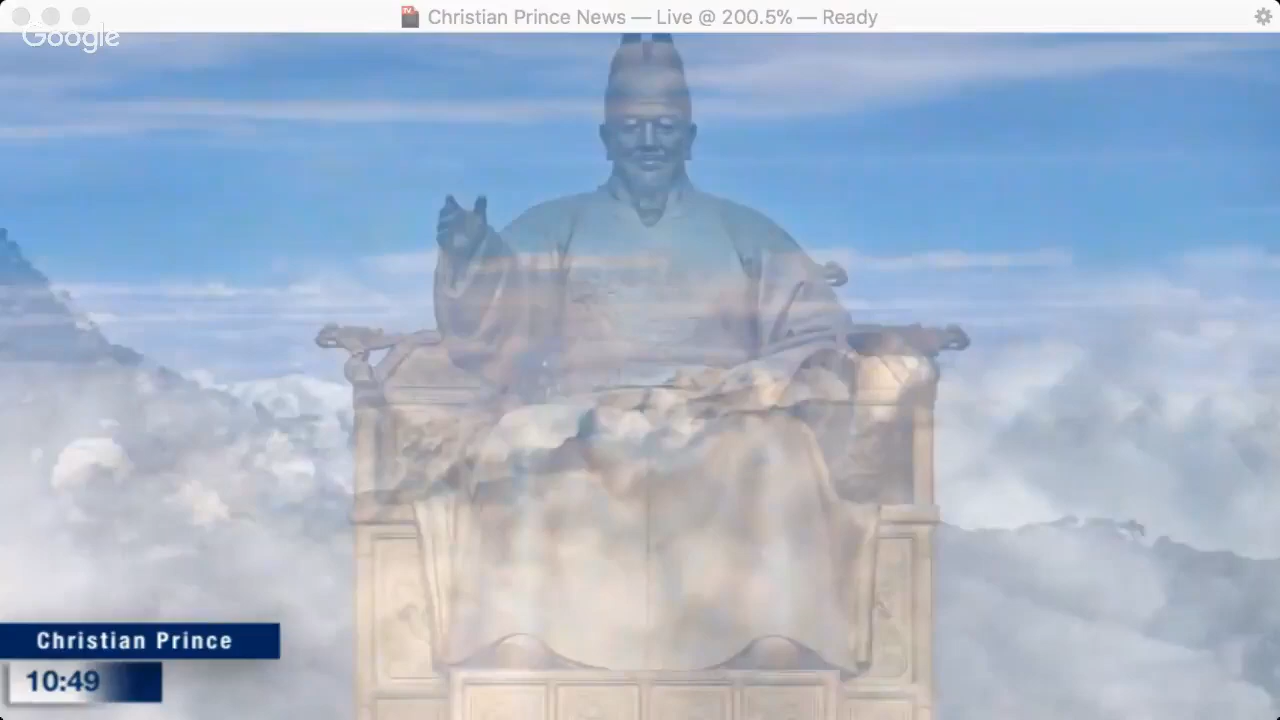 Christian Prince News — Live @ 200.5% — Ready
Google
Christian Prince
10:49